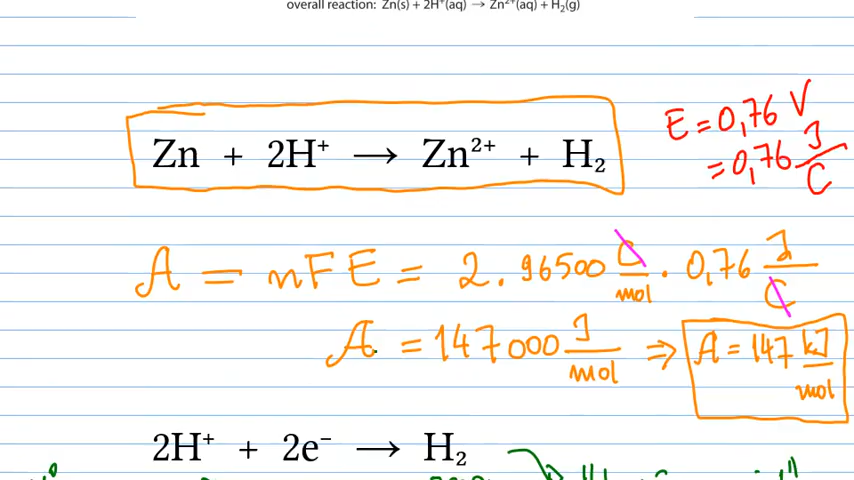 overall reaction: Zn(s) + 2H⁺(aq) → Zn²⁺(aq) + H₂(g)
E = 0,76 V
= 0,76 J/C
Zn + 2H⁺ ⟶ Zn²⁺ + H₂
A = nFE = 2 . 96500 C/mol . 0,76 J/C
A = 147000 J/mol ⇒ A = 147 kJ/mol
2H⁺ + 2e⁻ ⟶ H₂